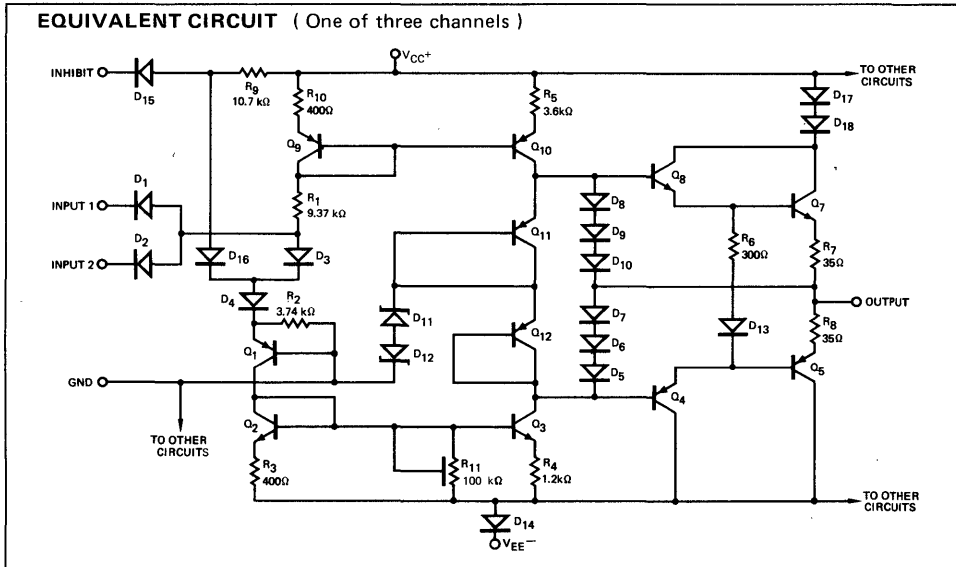 EQUIVALENT CIRCUIT ( One of three channels )
VCC+
INHIBIT
D15
R9
10.7 kΩ
R10
400Ω
R5
3.6kΩ
TO OTHER
CIRCUITS
D17
D18
Q9
Q10
Q8
Q7
D1
INPUT 1
R1
9.37 kΩ
D8
D9
D10
R6
300Ω
R7
35Ω
Q11
D2
INPUT 2
D16
D3
OUTPUT
D4
R2
3.74 kΩ
D11
D12
Q12
D7
D6
D5
D13
R8
35Ω
Q1
GND
Q4
Q5
TO OTHER
CIRCUITS
Q2
Q3
R3
400Ω
R11
100 kΩ
R4
1.2kΩ
TO OTHER
CIRCUITS
D14
VEE−